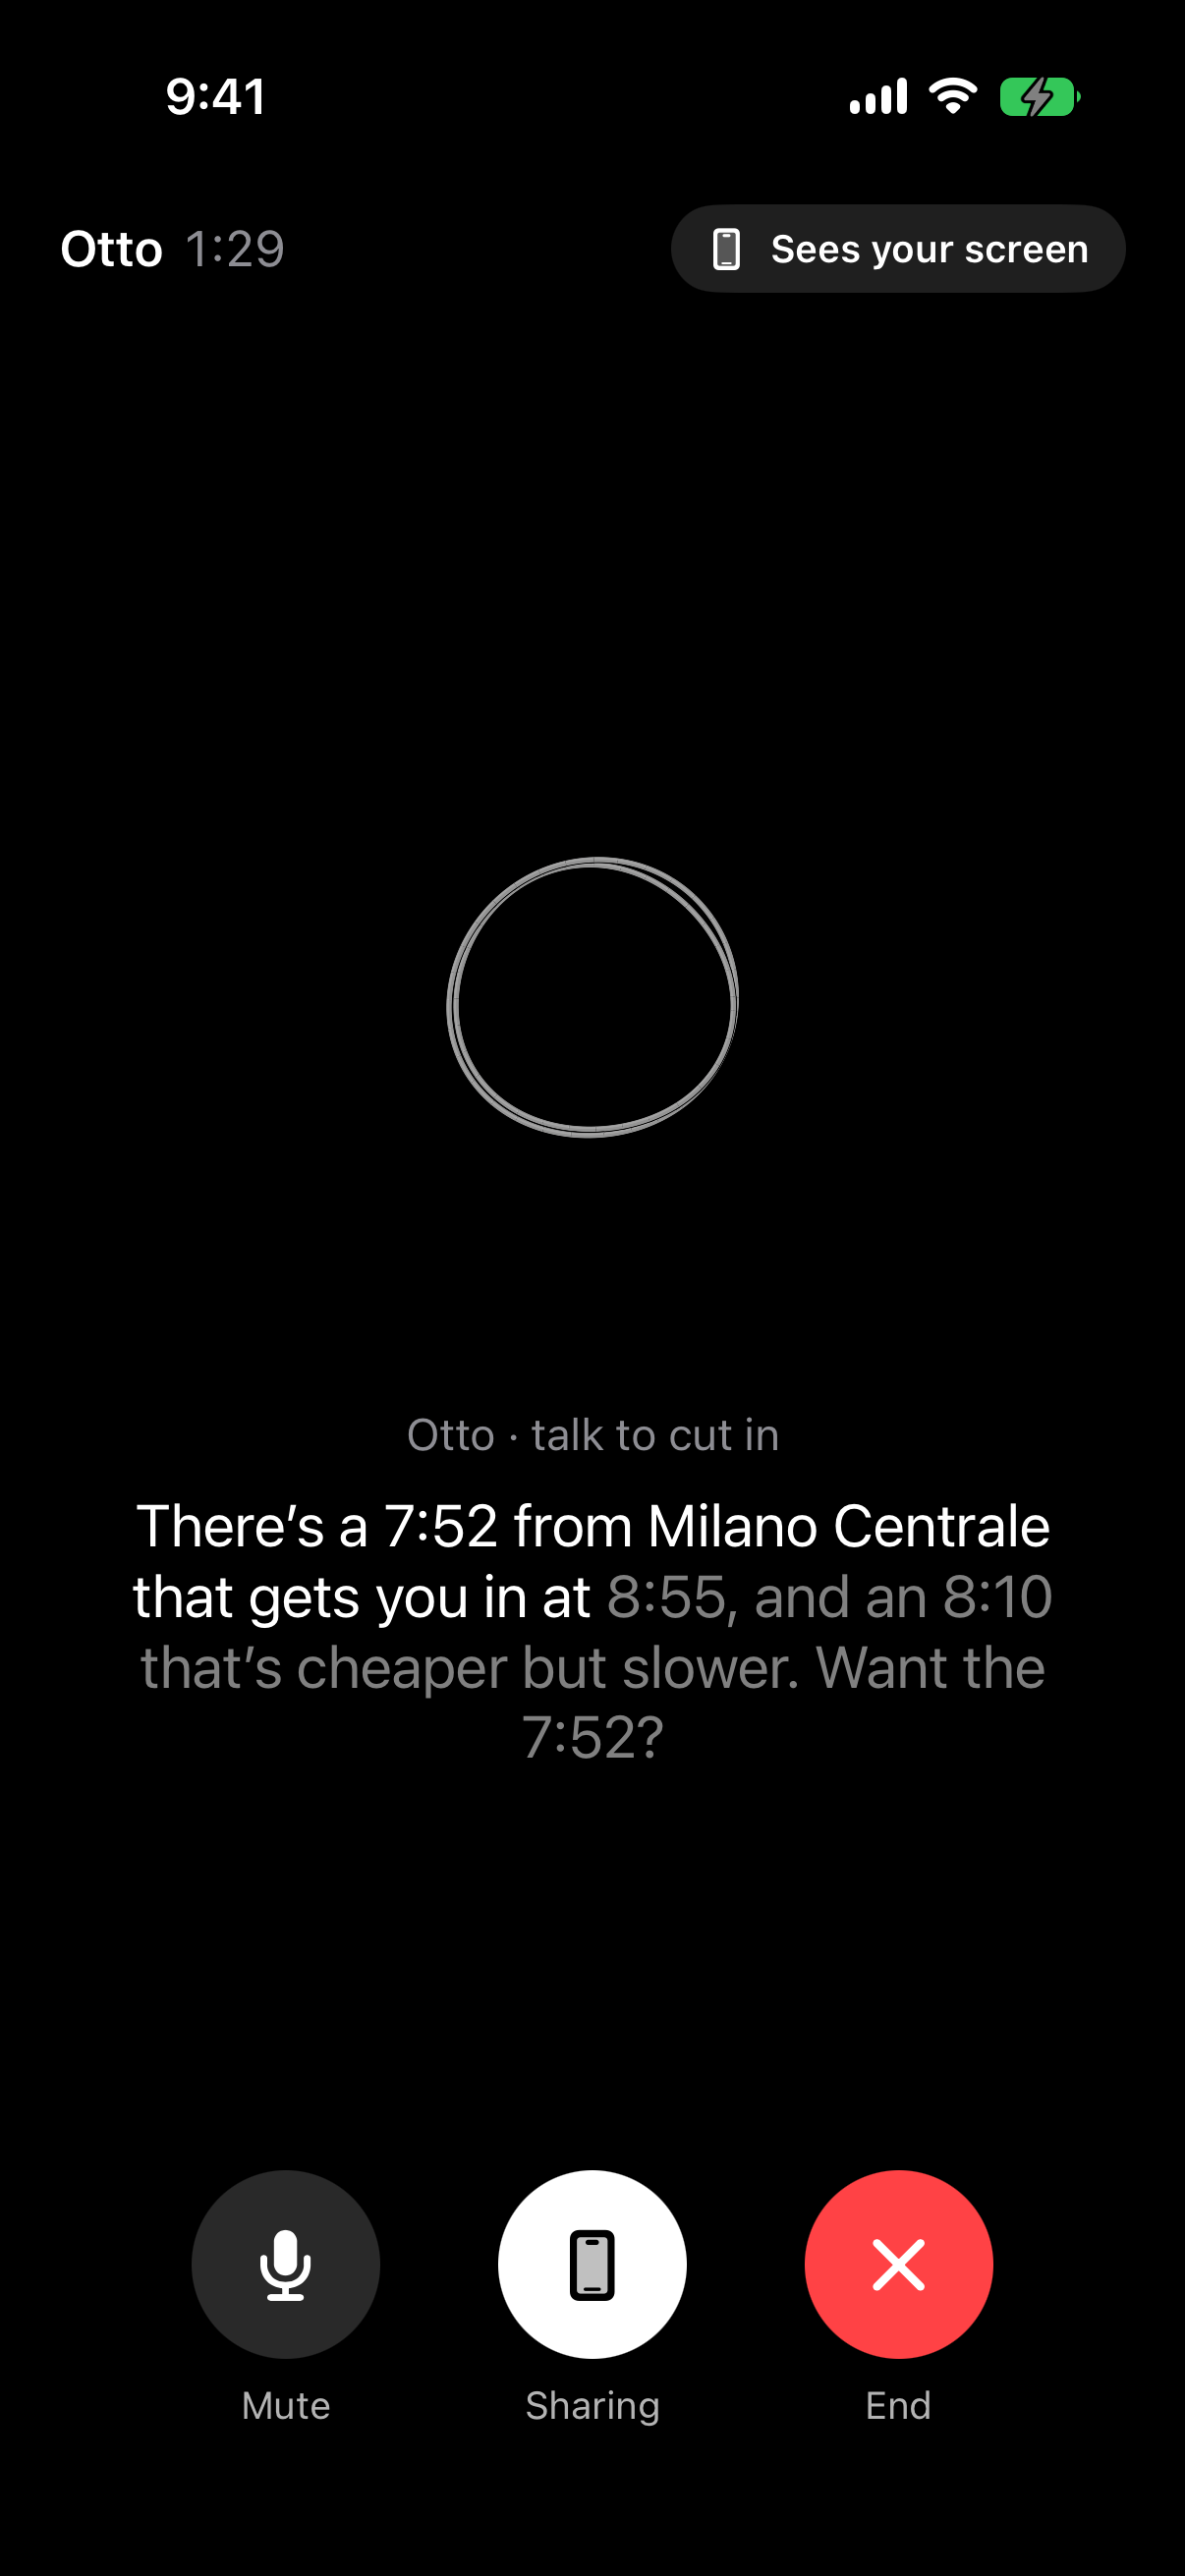 9:41
Otto 1:29
Sees your screen
Otto · talk to cut in
There’s a 7:52 from Milano Centrale
that gets you in at 8:55, and an 8:10
that’s cheaper but slower. Want the
7:52?
Mute
Sharing
End